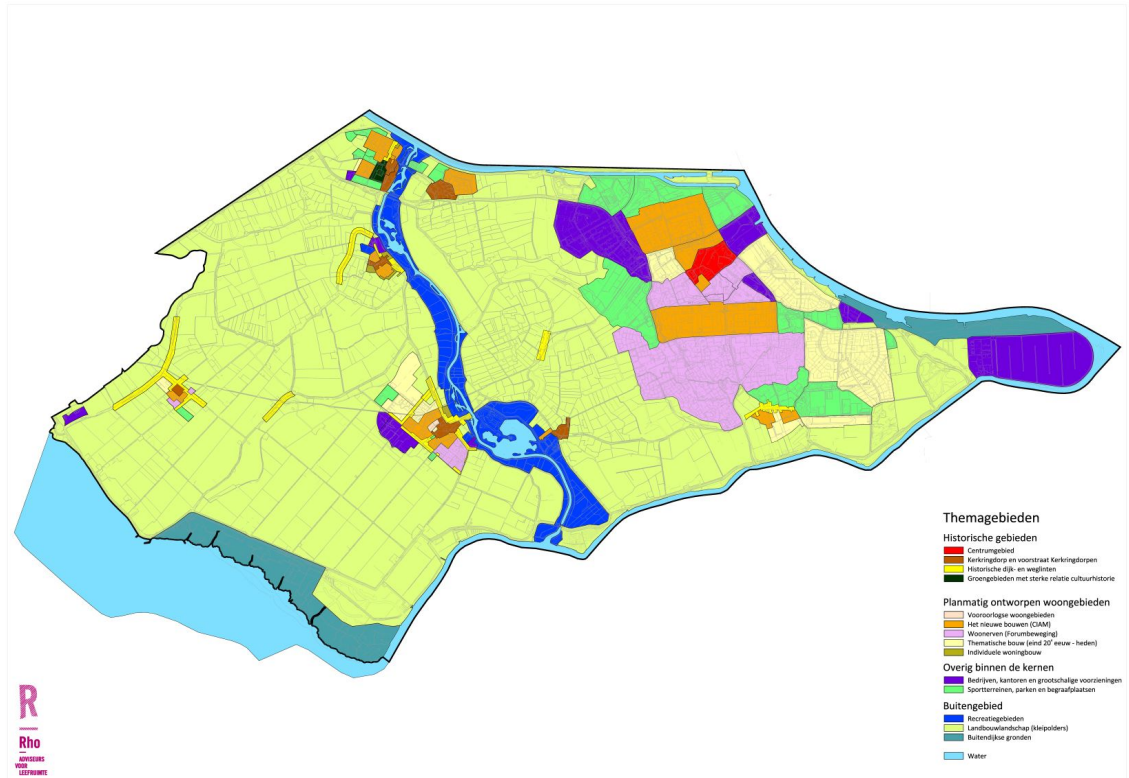 Themagebieden
Historische gebieden
Centrumgebied
Kerkringdorp en voorstraat Kerkringdorpen
Historische dijk- en weglinten
Groengebieden met sterke relatie cultuurhistorie
Planmatig ontworpen woongebieden
Vooroorlogse woongebieden
Het nieuwe bouwen (CIAM)
Woonerven (Forumbeweging)
Thematische bouw (eind 20e eeuw - heden)
Individuele woningbouw
Overig binnen de kernen
Bedrijven, kantoren en grootschalige voorzieningen
Sportterreinen, parken en begraafplaatsen
Buitengebied
Recreatiegebieden
Landbouwlandschap (kleipolders)
Buitendijkse gronden
Water
R
Rho
ADVISEURS
VOOR
LEEFRUIMTE